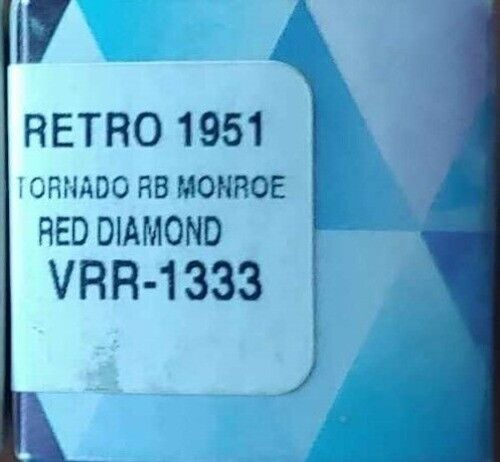 RETRO 1951
TORNADO RB MONROE
RED DIAMOND
VRR-1333